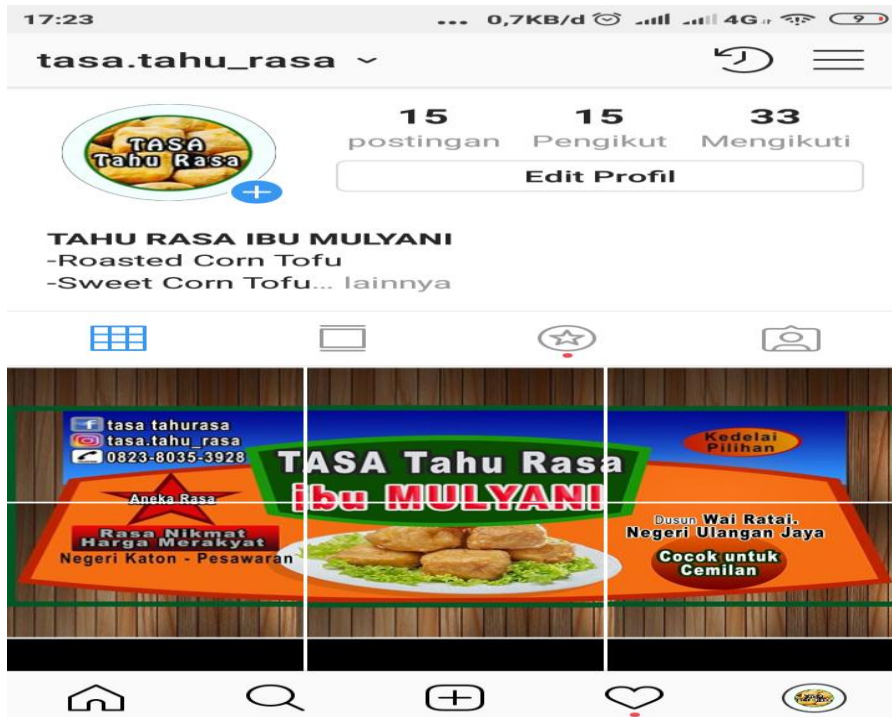 17:23
... 0,7KB/d 4G 9
tasa.tahu_rasa
TASA
Tahu Rasa
15 15 33
postingan Pengikut Mengikuti
Edit Profil
TAHU RASA IBU MULYANI
-Roasted Corn Tofu
-Sweet Corn Tofu... lainnya
f tasa tahurasa
tasa.tahu_rasa
0823-8035-3928
Aneka Rasa
Rasa Nikmat
Harga Merakyat
Negeri Katon - Pesawaran
TASA Tahu Rasa
ibu MULYANI
Kedelai
Pilihan
Dusun Wai Ratai.
Negeri Ulangan Jaya
Cocok untuk
Cemilan